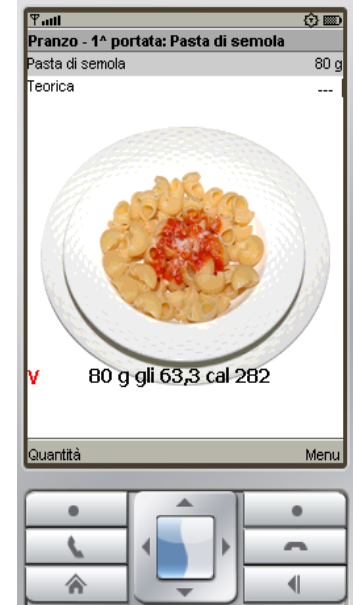 Pranzo - 1^ portata: Pasta di semola
Pasta di semola 80 g
Teorica ---
V 80 g gli 63,3 cal 282
Quantità Menu